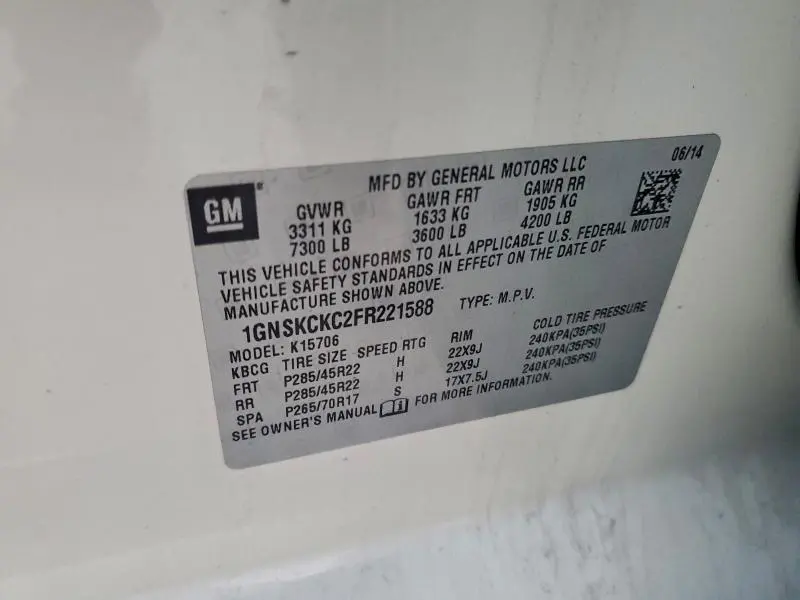 06/14
GM
MFD BY GENERAL MOTORS LLC
GVWR GAWR FRT GAWR RR
3311 KG 1633 KG 1905 KG
7300 LB 3600 LB 4200 LB
THIS VEHICLE CONFORMS TO ALL APPLICABLE U.S. FEDERAL MOTOR
VEHICLE SAFETY STANDARDS IN EFFECT ON THE DATE OF
MANUFACTURE SHOWN ABOVE.
1GNSKCKC2FR221588 TYPE: M.P.V.
MODEL: K15706
KBCG TIRE SIZE SPEED RTG RIM COLD TIRE PRESSURE
FRT P285/45R22 H 22X9J 240KPA(35PSI)
RR P285/45R22 H 22X9J 240KPA(35PSI)
SPA P265/70R17 S 17X7.5J 240KPA(35PSI)
SEE OWNER'S MANUAL FOR MORE INFORMATION.